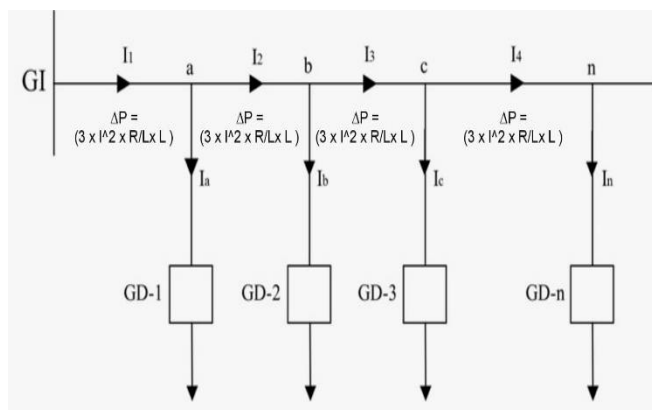 I1 I2 I3 I4
a b c n
GI
ΔP = ΔP = ΔP = ΔP =
(3 x I^2 x R/Lx L ) (3 x I^2 x R/Lx L ) (3 x I^2 x R/Lx L ) (3 x I^2 x R/Lx L )
Ia Ib Ic In
GD-1 GD-2 GD-3 GD-n